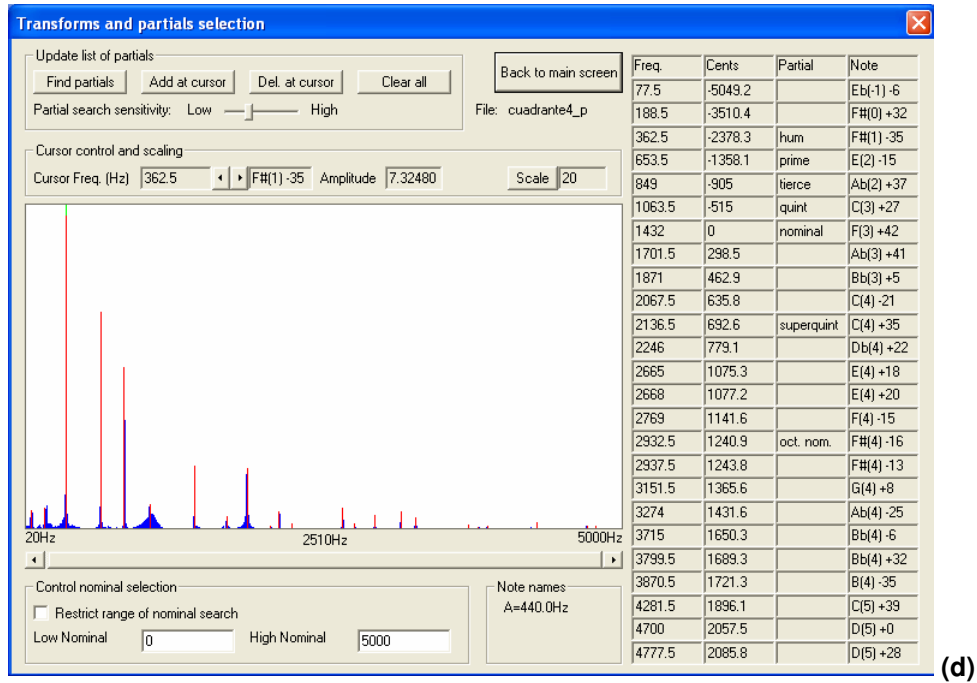 Transforms and partials selection
Update list of partials
Find partials Add at cursor Del. at cursor Clear all
Partial search sensitivity: Low High
Back to main screen
File: cuadrante4_p
Cursor control and scaling
Cursor Freq. (Hz) 362.5 F#(1) -35 Amplitude 7.32480 Scale 20
20Hz 2510Hz 5000Hz
Control nominal selection
Restrict range of nominal search
Low Nominal 0 High Nominal 5000
Note names
A=440.0Hz
Freq. Cents Partial Note
77.5 -5049.2 Eb(-1) -6
188.5 -3510.4 F#(0) +32
362.5 -2378.3 hum F#(1) -35
653.5 -1358.1 prime E(2) -15
849 -905 tierce Ab(2) +37
1063.5 -515 quint C(3) +27
1432 0 nominal F(3) +42
1701.5 298.5 Ab(3) +41
1871 462.9 Bb(3) +5
2067.5 635.8 C(4) -21
2136.5 692.6 superquint C(4) +35
2246 779.1 Db(4) +22
2665 1075.3 E(4) +18
2668 1077.2 E(4) +20
2769 1141.6 F(4) -15
2932.5 1240.9 oct. nom. F#(4) -16
2937.5 1243.8 F#(4) -13
3151.5 1365.6 G(4) +8
3274 1431.6 Ab(4) -25
3715 1650.3 Bb(4) -6
3799.5 1689.3 Bb(4) +32
3870.5 1721.3 B(4) -35
4281.5 1896.1 C(5) +39
4700 2057.5 D(5) +0
4777.5 2085.8 D(5) +28
(d)